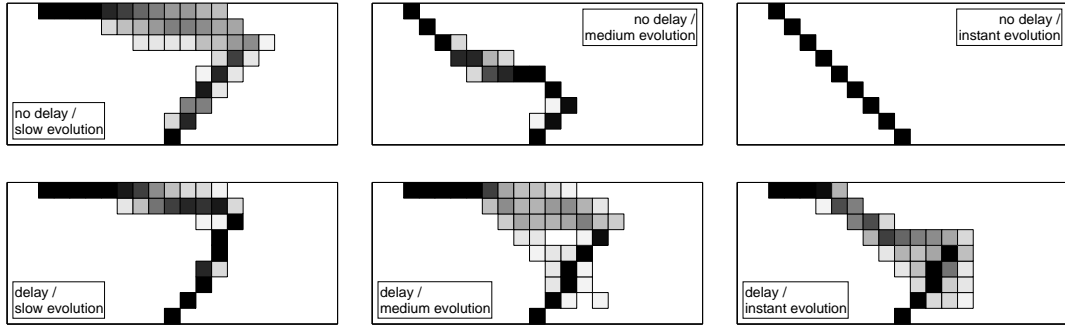 no delay /
slow evolution
no delay /
medium evolution
no delay /
instant evolution
delay /
slow evolution
delay /
medium evolution
delay /
instant evolution